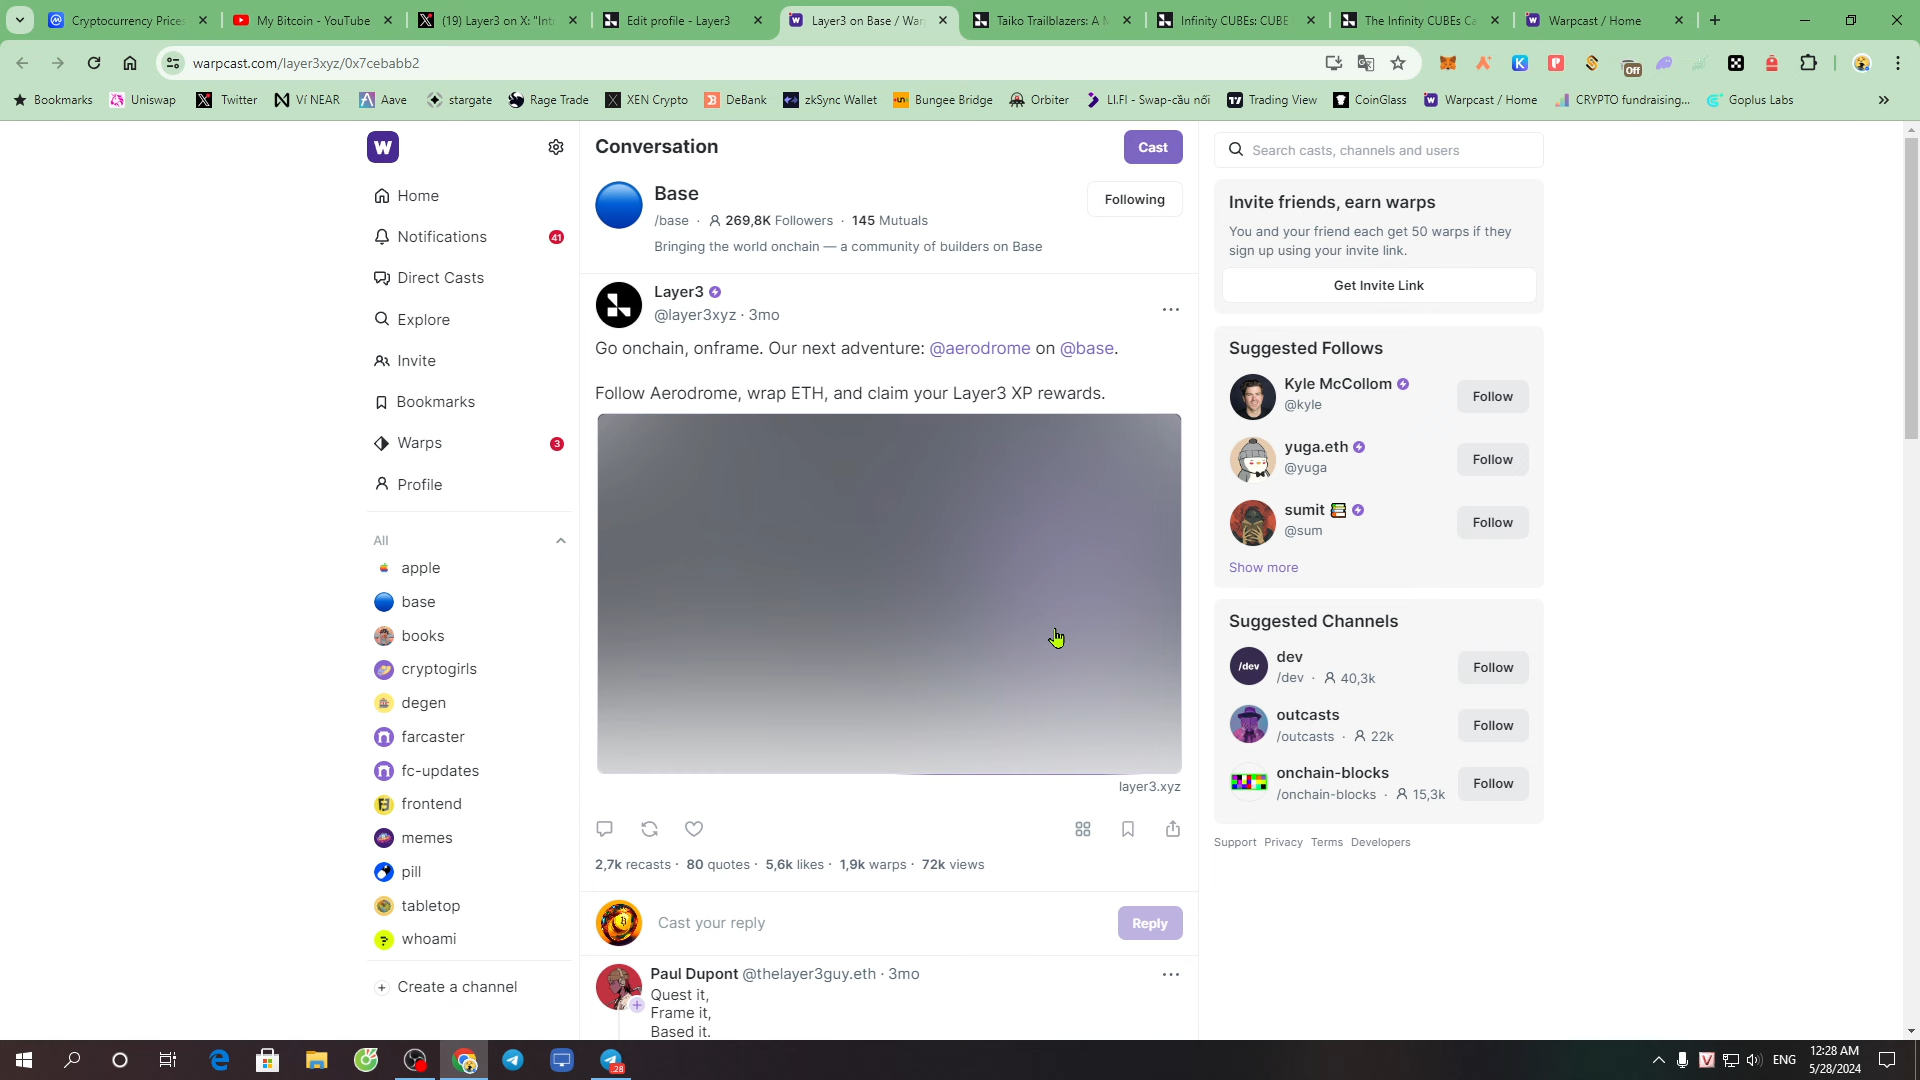 Cryptocurrency Prices
My Bitcoin - YouTube
(19) Layer3 on X: "Int
Edit profile - Layer3
Layer3 on Base / War
Taiko Trailblazers: A M
Infinity CUBEs: CUBE
The Infinity CUBEs Ca
Warpcast / Home
warpcast.com/layer3xyz/0x7cebabb2
Off
Bookmarks
Uniswap
Twitter
Ví NEAR
Aave
stargate
Rage Trade
XEN Crypto
DeBank
zkSync Wallet
Bungee Bridge
Orbiter
LI.FI - Swap-cầu nối
Trading View
CoinGlass
Warpcast / Home
CRYPTO fundraising...
Goplus Labs
Home
Notifications 41
Direct Casts
Explore
Invite
Bookmarks
Warps 3
Profile
All
apple
base
books
cryptogirls
degen
farcaster
fc-updates
frontend
memes
pill
tabletop
whoami
Create a channel
Conversation
Cast
Base
Following
/base · 269,8K Followers · 145 Mutuals
Bringing the world onchain — a community of builders on Base
Layer3
@layer3xyz · 3mo
Go onchain, onframe. Our next adventure: @aerodrome on @base.
Follow Aerodrome, wrap ETH, and claim your Layer3 XP rewards.
layer3.xyz
2,7k recasts · 80 quotes · 5,6k likes · 1,9k warps · 72k views
Cast your reply
Reply
Paul Dupont @thelayer3guy.eth · 3mo
Quest it,
Frame it,
Based it.
Search casts, channels and users
Invite friends, earn warps
You and your friend each get 50 warps if they
sign up using your invite link.
Get Invite Link
Suggested Follows
Kyle McCollom
@kyle
Follow
yuga.eth
@yuga
Follow
sumit
@sum
Follow
Show more
Suggested Channels
/dev
dev
/dev · 40,3k
Follow
outcasts
/outcasts · 22k
Follow
onchain-blocks
/onchain-blocks · 15,3k
Follow
Support Privacy Terms Developers
28
ENG
12:28 AM
5/28/2024